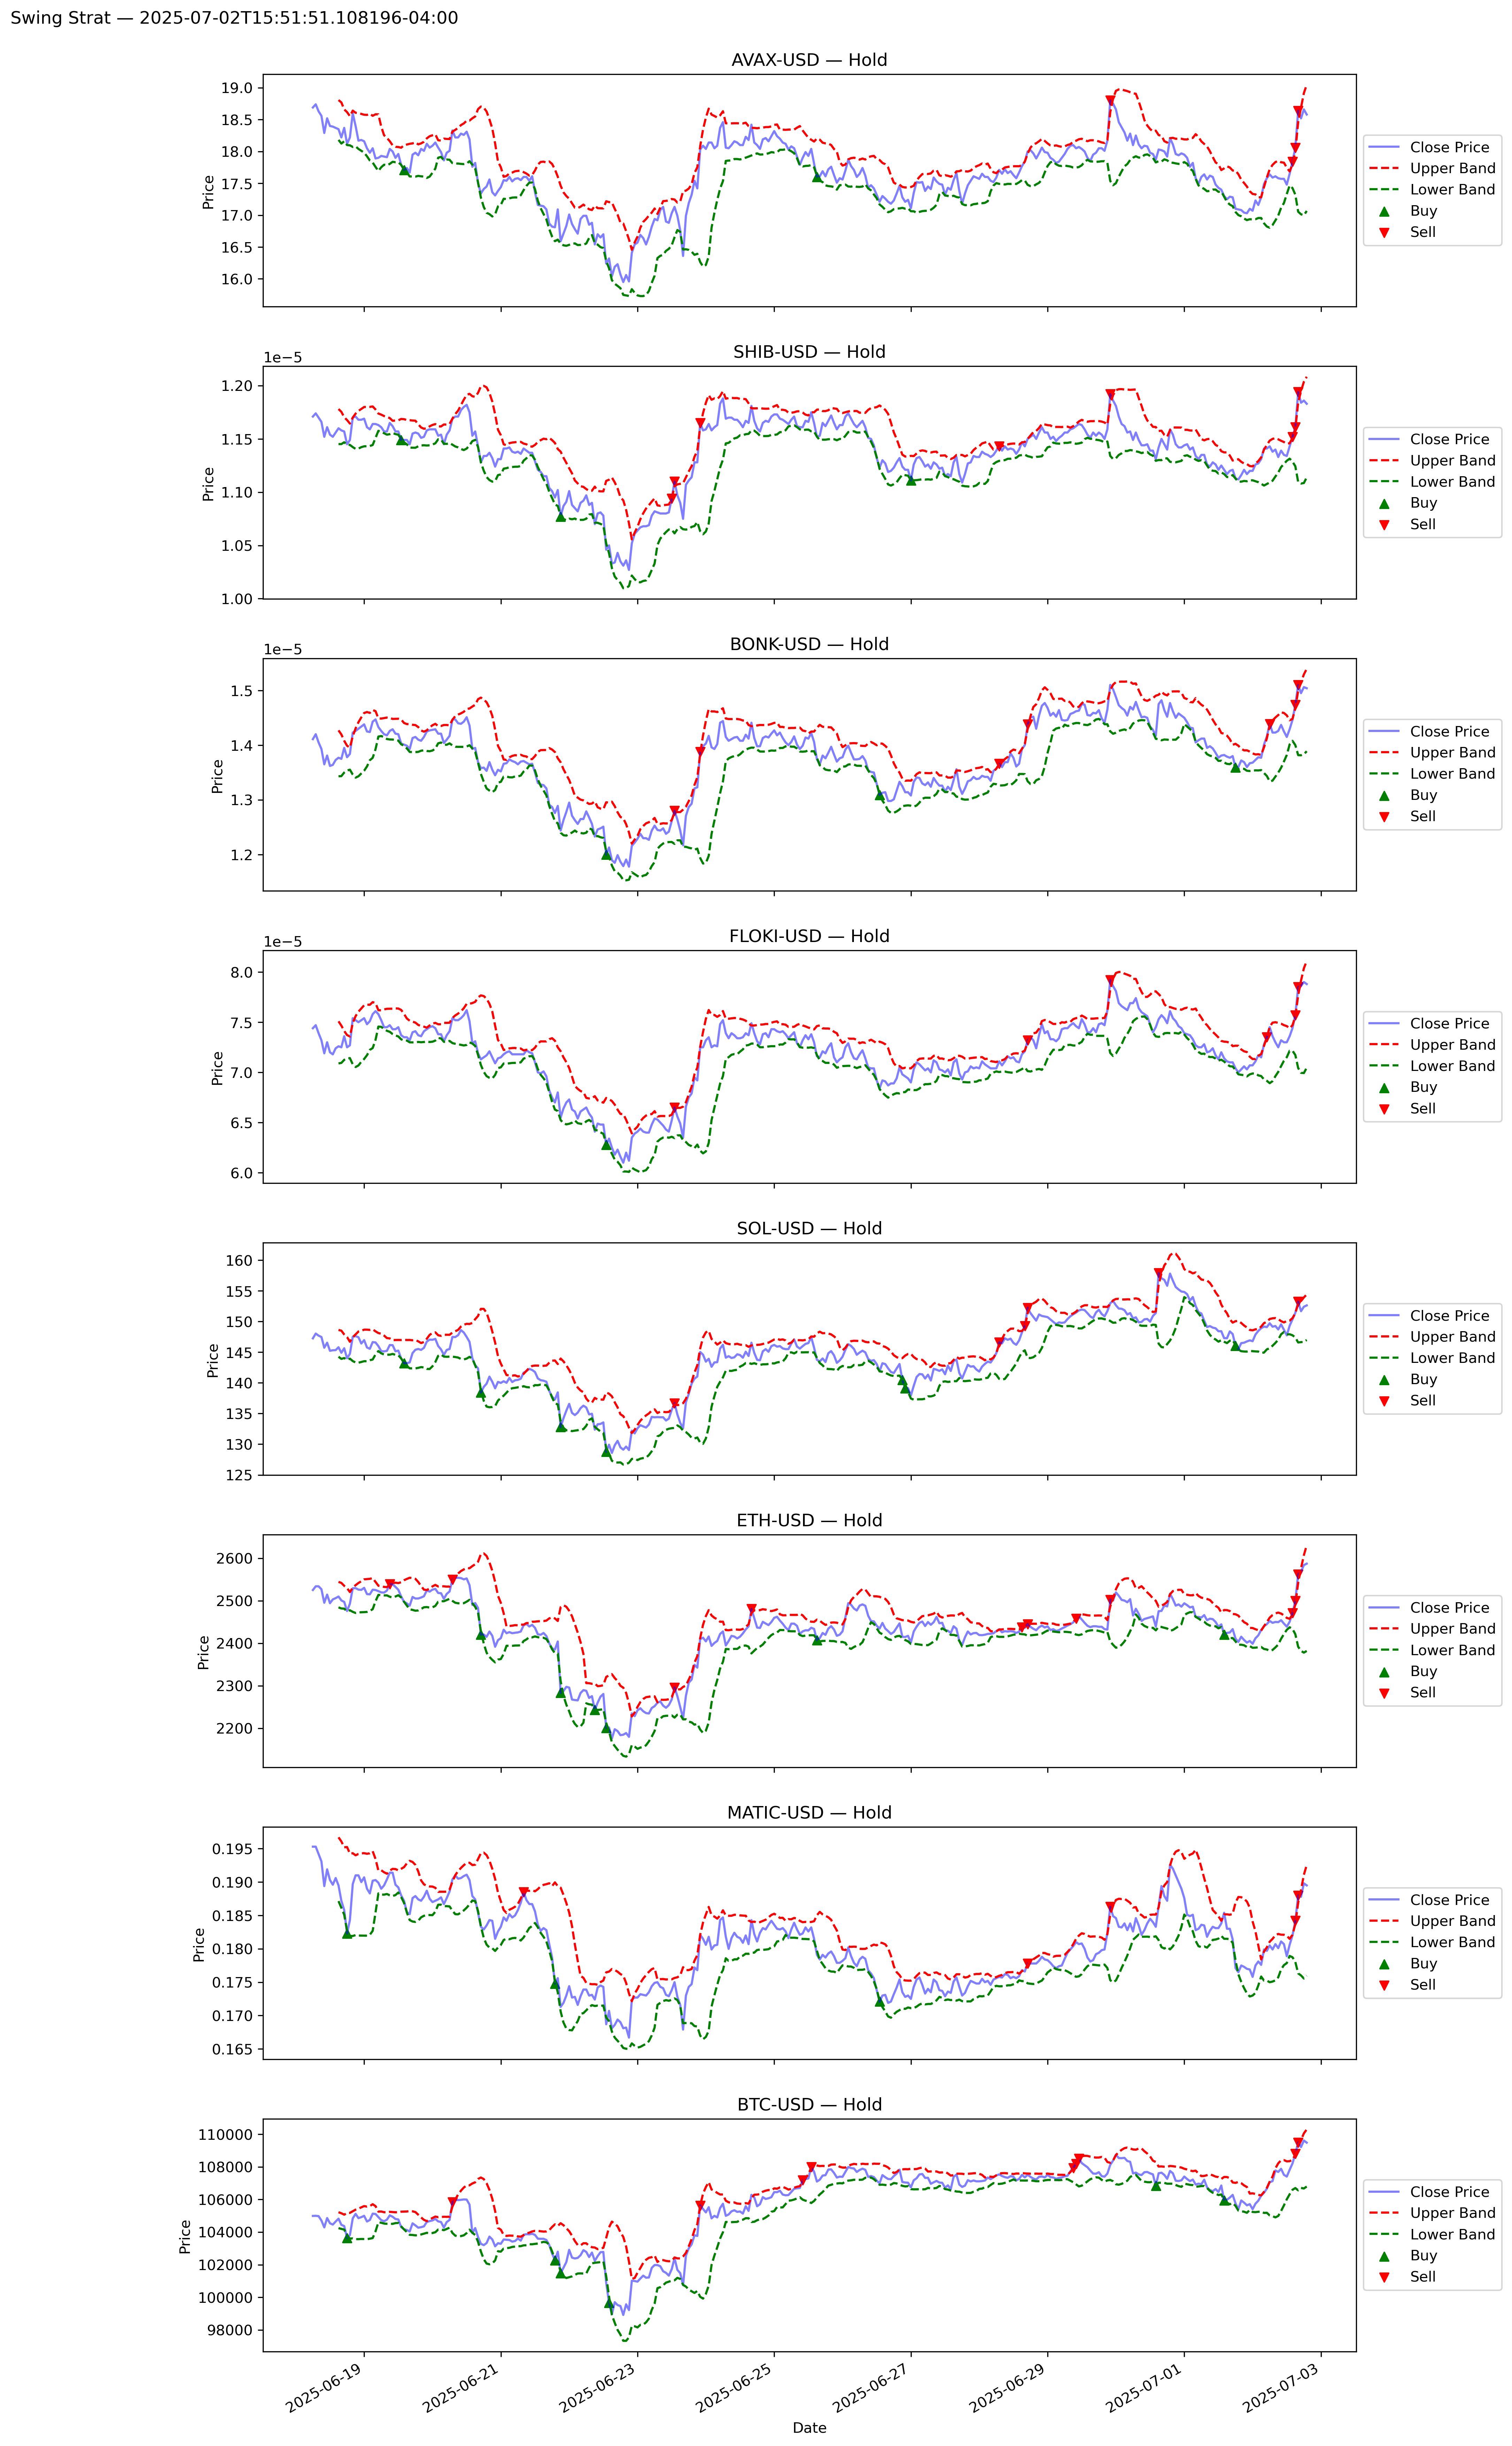 Swing Strat — 2025-07-02T15:51:51.108196-04:00
AVAX-USD — Hold
19.0
18.5
18.0
17.5
17.0
16.5
16.0
Price
Close Price
Upper Band
Lower Band
Buy
Sell
SHIB-USD — Hold
1e−5
1.20
1.15
1.10
1.05
1.00
Price
Close Price
Upper Band
Lower Band
Buy
Sell
BONK-USD — Hold
1e−5
1.5
1.4
1.3
1.2
Price
Close Price
Upper Band
Lower Band
Buy
Sell
FLOKI-USD — Hold
1e−5
8.0
7.5
7.0
6.5
6.0
Price
Close Price
Upper Band
Lower Band
Buy
Sell
SOL-USD — Hold
160
155
150
145
140
135
130
125
Price
Close Price
Upper Band
Lower Band
Buy
Sell
ETH-USD — Hold
2600
2500
2400
2300
2200
Price
Close Price
Upper Band
Lower Band
Buy
Sell
MATIC-USD — Hold
0.195
0.190
0.185
0.180
0.175
0.170
0.165
Price
Close Price
Upper Band
Lower Band
Buy
Sell
BTC-USD — Hold
110000
108000
106000
104000
102000
100000
98000
Price
Close Price
Upper Band
Lower Band
Buy
Sell
2025-06-19
2025-06-21
2025-06-23
2025-06-25
2025-06-27
2025-06-29
2025-07-01
2025-07-03
Date